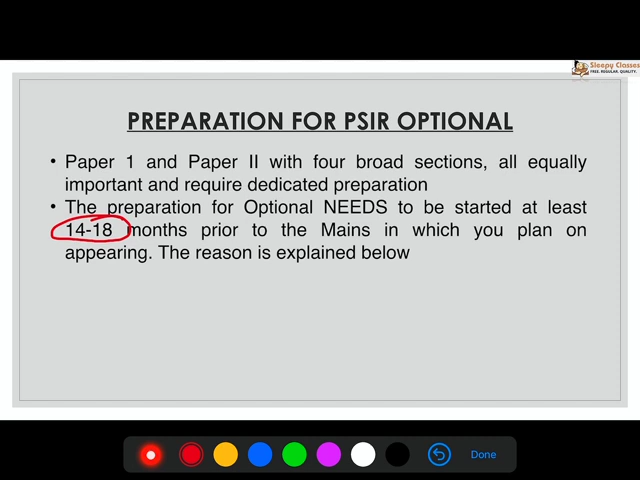 Sleepy Classes
FREE. REGULAR. QUALITY.
PREPARATION FOR PSIR OPTIONAL
• Paper 1 and Paper II with four broad sections, all equally
important and require dedicated preparation
• The preparation for Optional NEEDS to be started at least
14-18 months prior to the Mains in which you plan on
appearing. The reason is explained below
Done